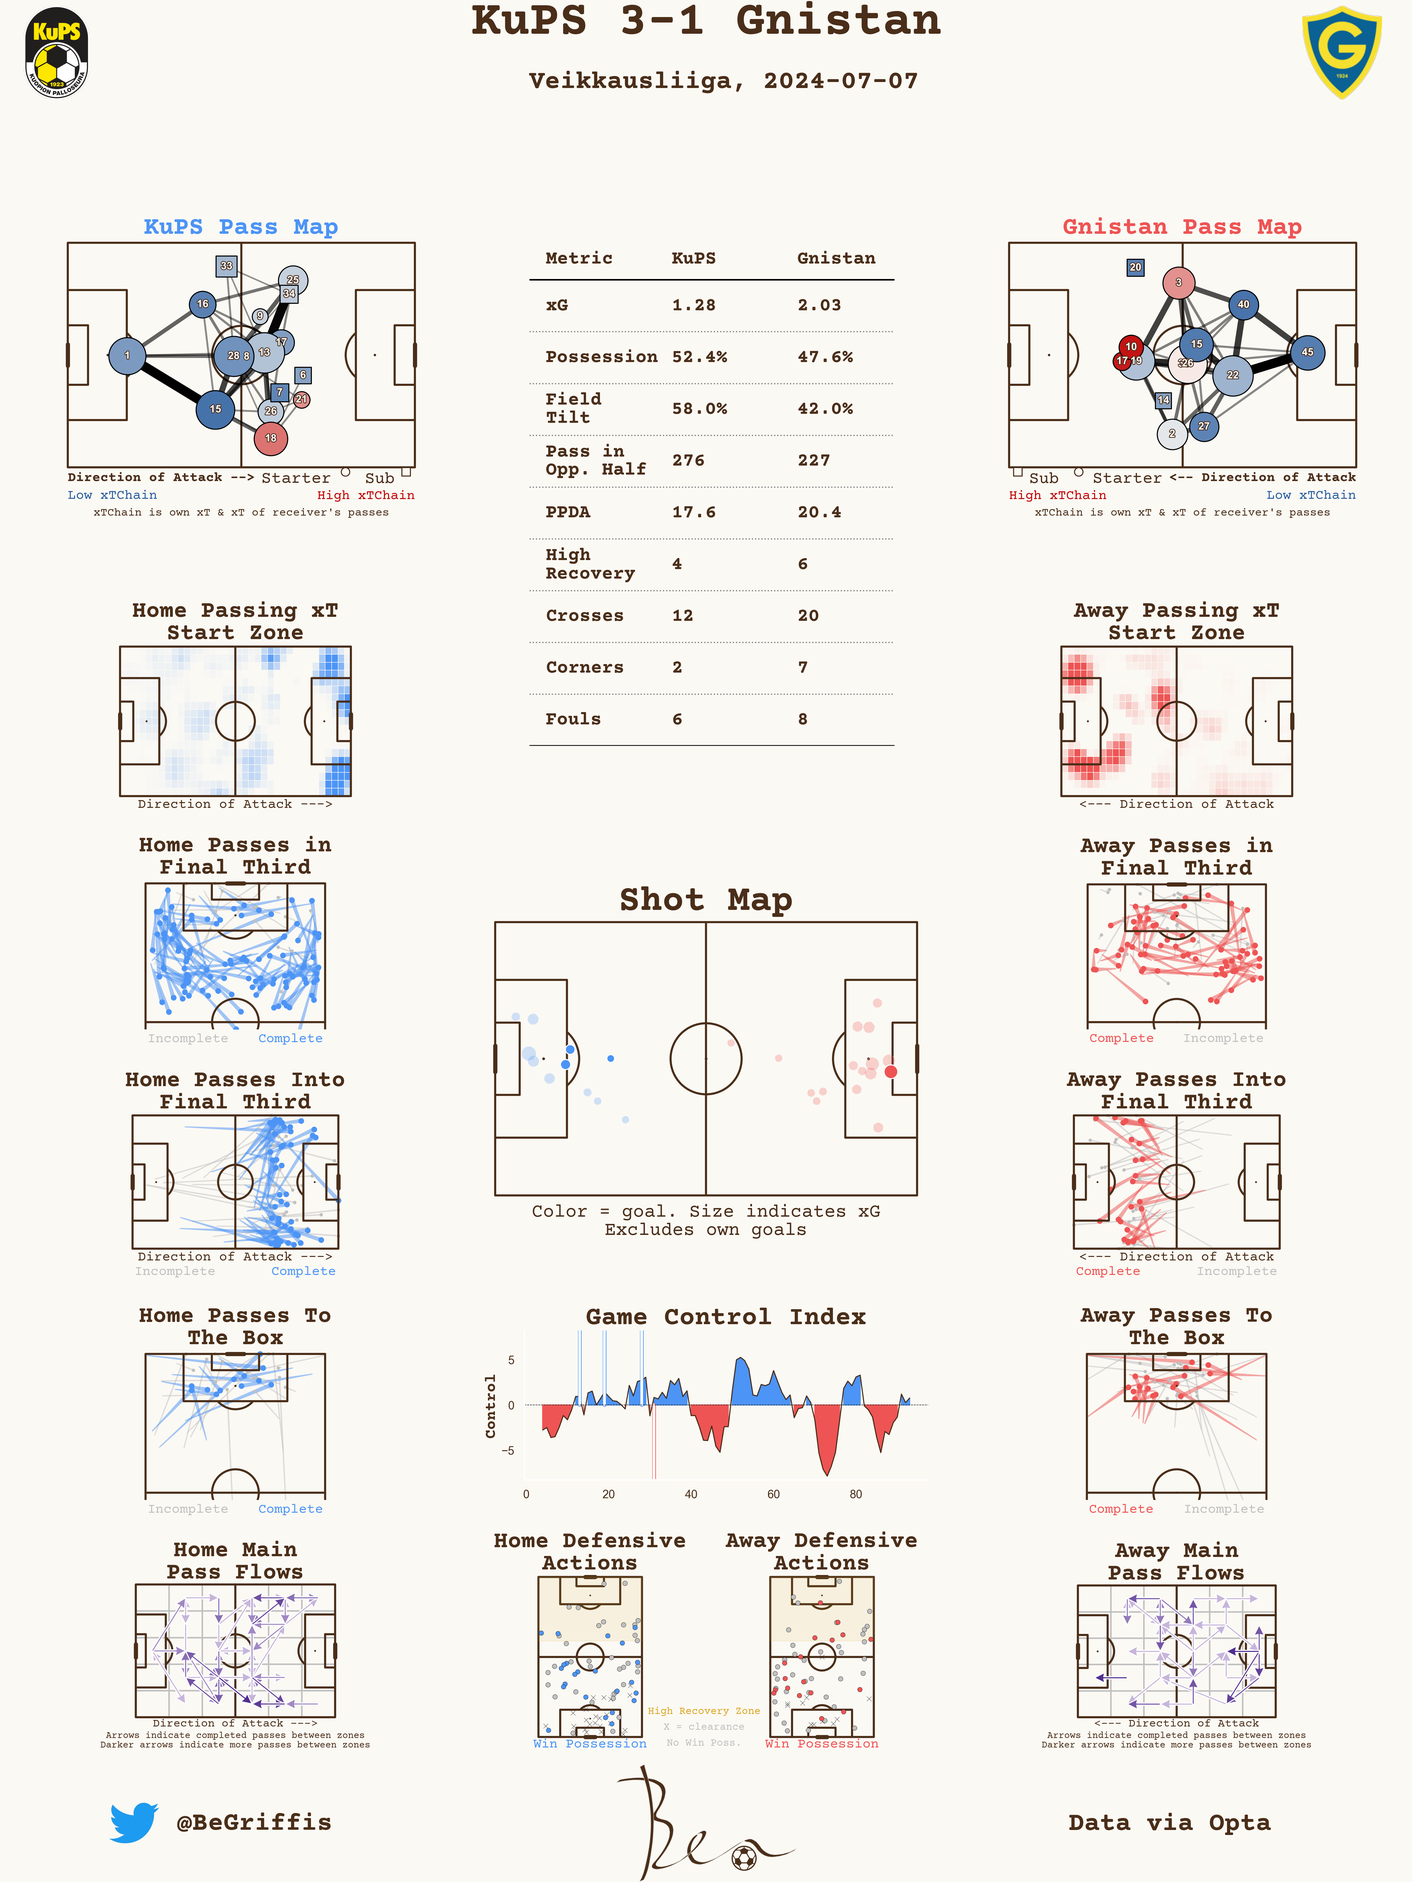 KuPS 3-1 Gnistan
Veikkausliiga, 2024-07-07
KuPS
1923
KUOPION PALLOSEURA
G
1924
KuPS Pass Map
33
25
34
16
9
17
1
28
8
13
6
7
21
15
26
18
Direction of Attack --> Starter Sub
Low xTChain High xTChain
xTChain is own xT & xT of receiver's passes
Metric KuPS Gnistan
xG 1.28 2.03
Possession 52.4% 47.6%
Field
Tilt 58.0% 42.0%
Pass in
Opp. Half 276 227
PPDA 17.6 20.4
High
Recovery 4 6
Crosses 12 20
Corners 2 7
Fouls 6 8
Gnistan Pass Map
20
3
40
10
15
45
17
19
26
22
14
27
2
Sub Starter <-- Direction of Attack
High xTChain Low xTChain
xTChain is own xT & xT of receiver's passes
Home Passing xT
Start Zone
Direction of Attack --->
Away Passing xT
Start Zone
<--- Direction of Attack
Home Passes in
Final Third
Incomplete Complete
Away Passes in
Final Third
Complete Incomplete
Shot Map
Color = goal. Size indicates xG
Excludes own goals
Home Passes Into
Final Third
Direction of Attack --->
Incomplete Complete
Away Passes Into
Final Third
<--- Direction of Attack
Complete Incomplete
Home Passes To
The Box
Incomplete Complete
Game Control Index
Control
5
0
−5
0 20 40 60 80
Away Passes To
The Box
Complete Incomplete
Home Main
Pass Flows
Direction of Attack --->
Arrows indicate completed passes between zones
Darker arrows indicate more passes between zones
Home Defensive
Actions
Win Possession
High Recovery Zone
X = clearance
No Win Poss.
Away Defensive
Actions
Win Possession
Away Main
Pass Flows
<--- Direction of Attack
Arrows indicate completed passes between zones
Darker arrows indicate more passes between zones
@BeGriffis
Ben
Data via Opta